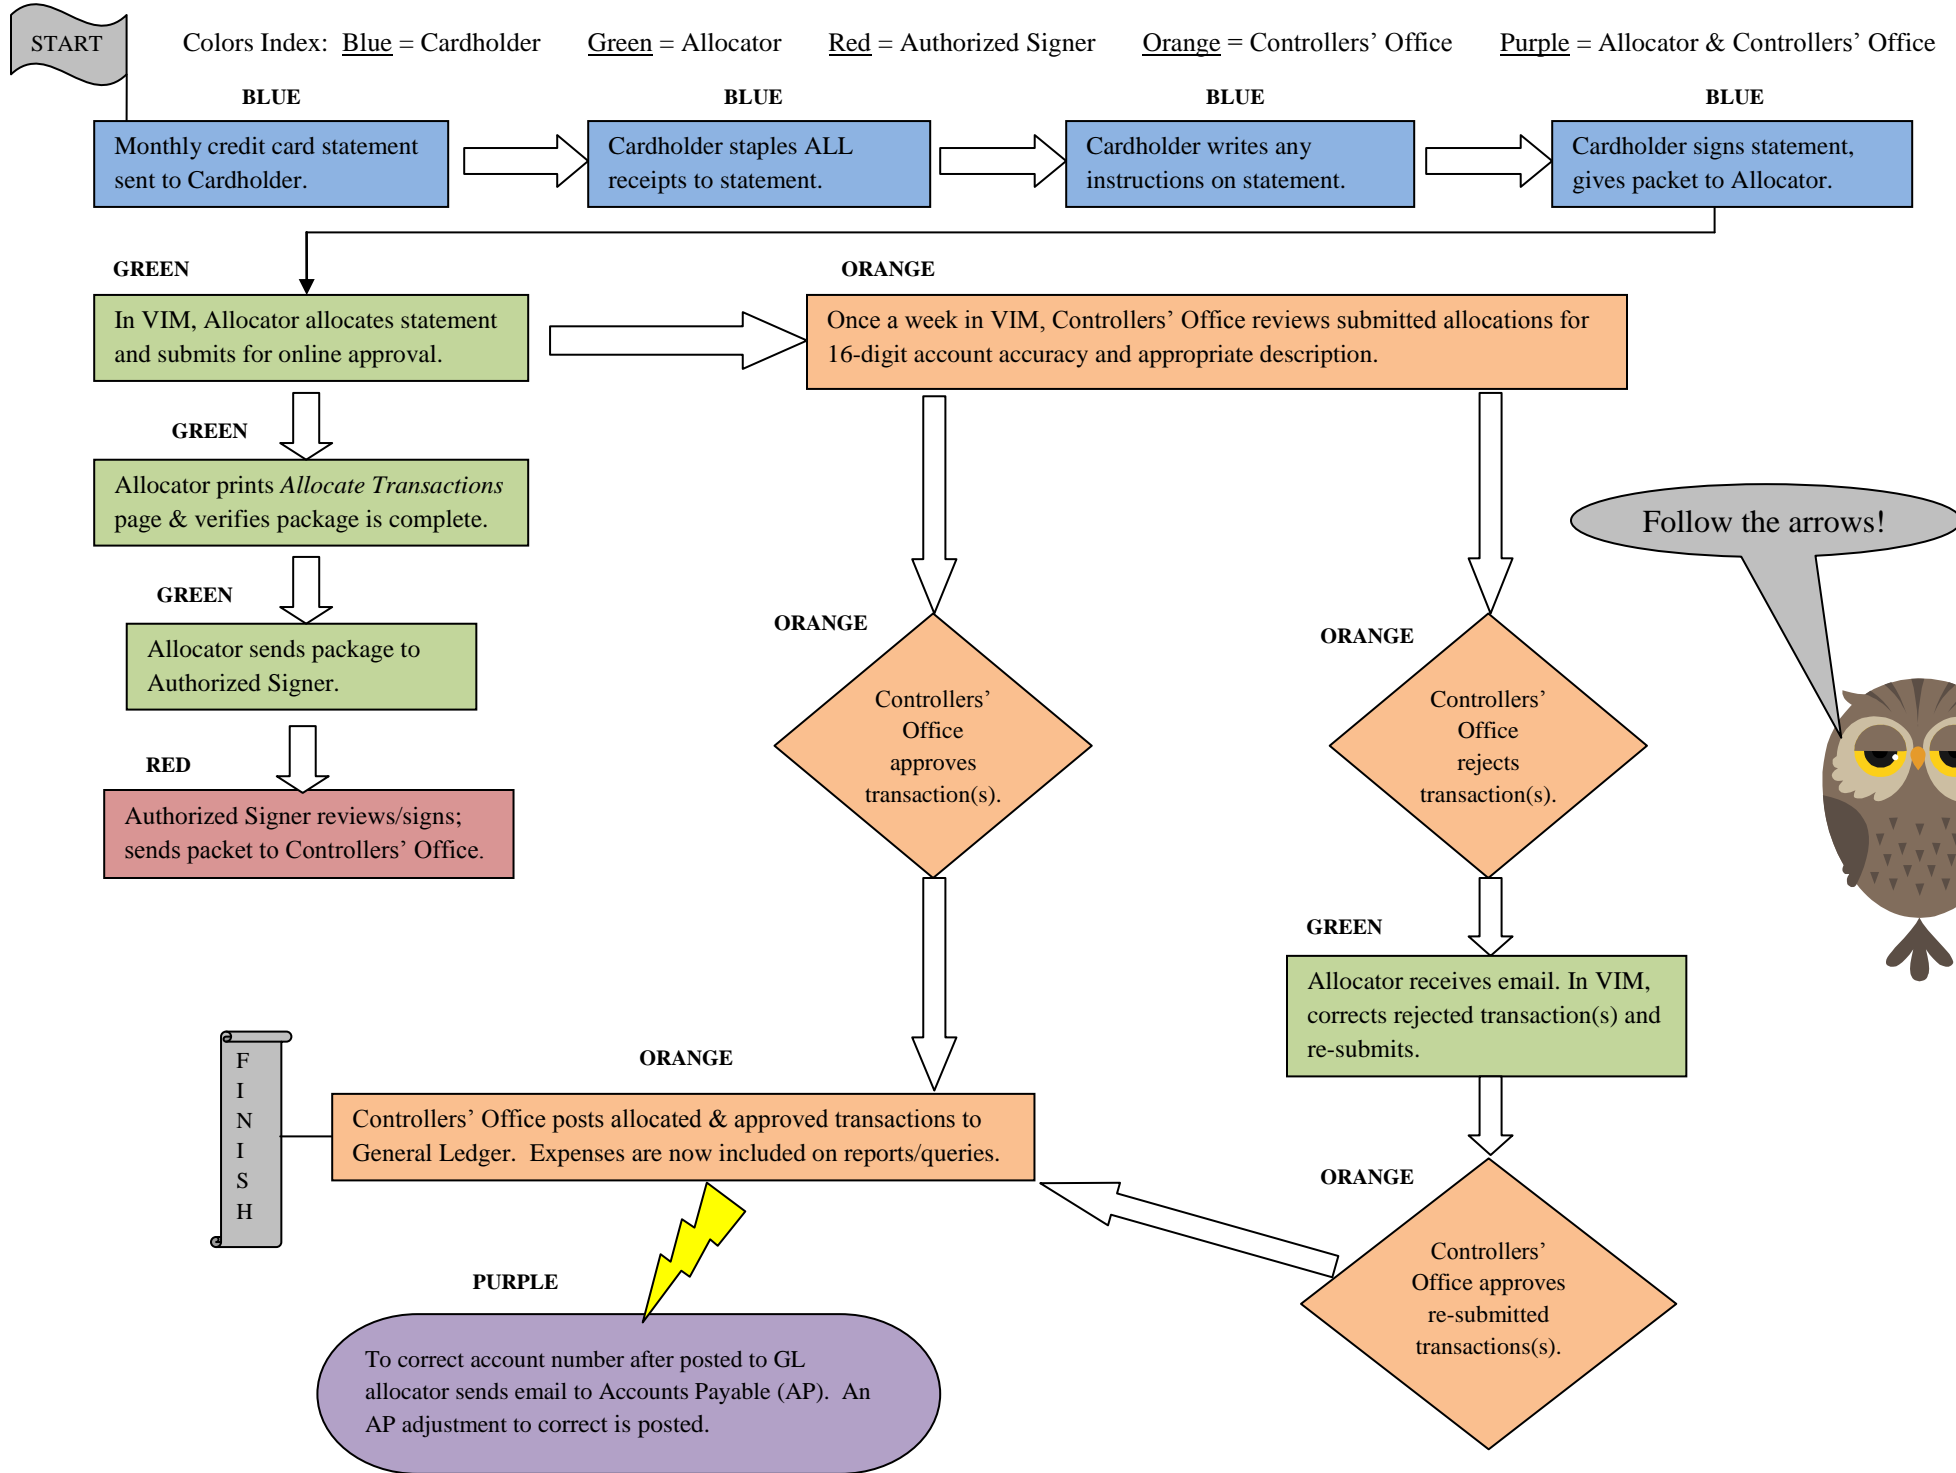 START
Colors Index: Blue = Cardholder Green = Allocator Red = Authorized Signer Orange = Controllers' Office Purple = Allocator & Controllers' Office
BLUE
Monthly credit card statement
sent to Cardholder.
BLUE
Cardholder staples ALL
receipts to statement.
BLUE
Cardholder writes any
instructions on statement.
BLUE
Cardholder signs statement,
gives packet to Allocator.
GREEN
In VIM, Allocator allocates statement
and submits for online approval.
ORANGE
Once a week in VIM, Controllers' Office reviews submitted allocations for
16-digit account accuracy and appropriate description.
GREEN
Allocator prints Allocate Transactions
page & verifies package is complete.
Follow the arrows!
GREEN
Allocator sends package to
Authorized Signer.
RED
Authorized Signer reviews/signs;
sends packet to Controllers' Office.
ORANGE
Controllers'
Office
approves
transaction(s).
ORANGE
Controllers'
Office
rejects
transaction(s).
GREEN
Allocator receives email. In VIM,
corrects rejected transaction(s) and
re-submits.
ORANGE
Controllers'
Office approves
re-submitted
transactions(s).
ORANGE
Controllers' Office posts allocated & approved transactions to
General Ledger. Expenses are now included on reports/queries.
F
I
N
I
S
H
PURPLE
To correct account number after posted to GL
allocator sends email to Accounts Payable (AP). An
AP adjustment to correct is posted.